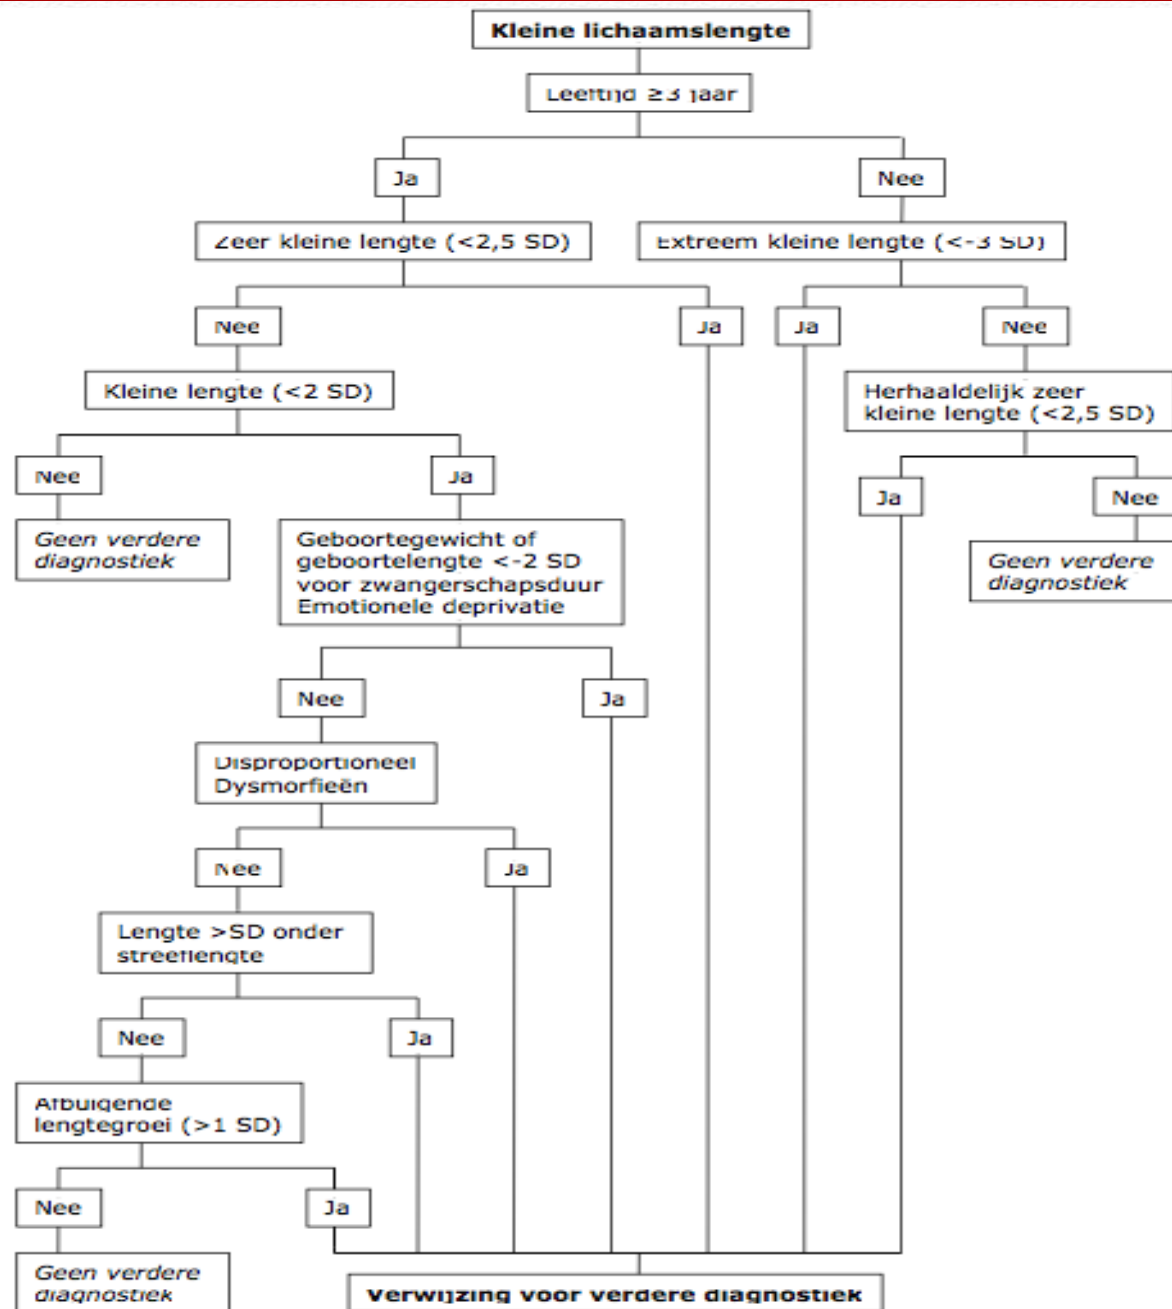 Kleine lichaamslengte
Leeftijd ≥3 jaar
Ja
Nee
Zeer kleine lengte (<2,5 SD)
Extreem kleine lengte (<-3 SD)
Nee
Ja
Ja
Nee
Kleine lengte (<2 SD)
Herhaaldelijk zeer
kleine lengte (<2,5 SD)
Nee
Ja
Ja
Nee
Geen verdere
diagnostiek
Geboortegewicht of
geboortelengte <-2 SD
voor zwangerschapsduur
Emotionele deprivatie
Geen verdere
diagnostiek
Nee
Ja
Disproportioneel
Dysmorfieën
Nee
Ja
Lengte >SD onder
streeflengte
Nee
Ja
Afbuigende
lengtegroei (>1 SD)
Nee
Ja
Geen verdere
diagnostiek
Verwijzing voor verdere diagnostiek